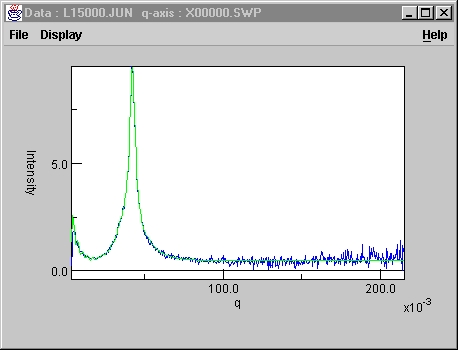 Data : L15000.JUN q-axis : X00000.SWP
File Display Help
Intensity
5.0
0.0
100.0 200.0
q x10⁻³